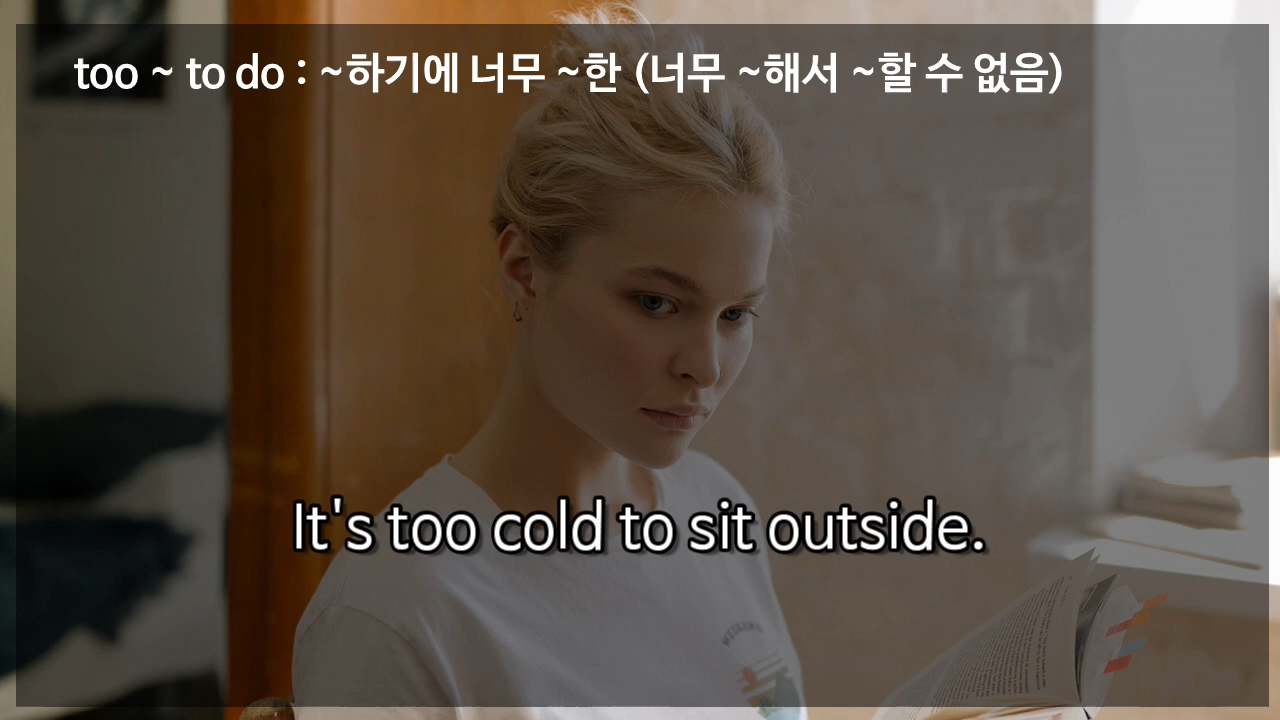 too ~ to do : ~하기에 너무 ~한 (너무 ~해서 ~할 수 없음)
It's too cold to sit outside.